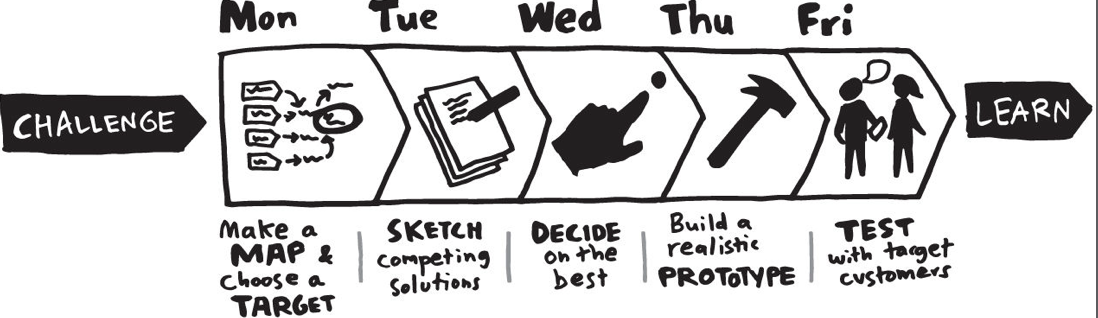 Mon
Tue
Wed
Thu
Fri
CHALLENGE
LEARN
Make a
MAP &
choose a
TARGET
SKETCH
competing
solutions
DECIDE
on the
best
Build a
realistic
PROTOTYPE
TEST
with target
customers